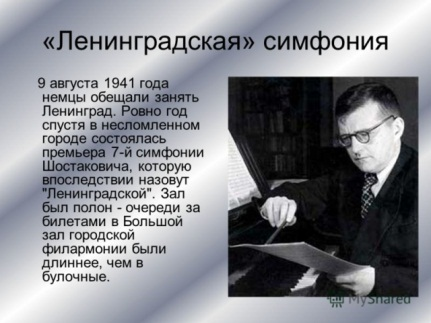 «Ленинградская» симфония
9 августа 1941 года
немцы обещали занять
Ленинград. Ровно год
спустя в несломленном
городе состоялась
премьера 7-й симфонии
Шостаковича, которую
впоследствии назовут
"Ленинградской". Зал
был полон - очереди за
билетами в Большой
зал городской
филармонии были
длиннее, чем в
булочные.
MyShared